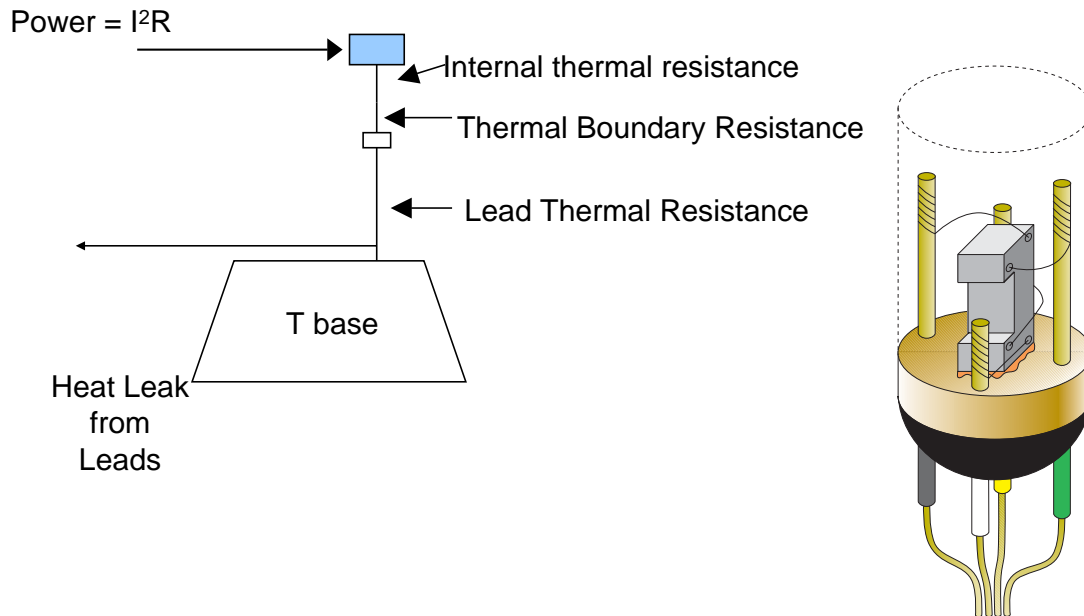 Power = I²R
Internal thermal resistance
Thermal Boundary Resistance
Lead Thermal Resistance
T base
Heat Leak
from
Leads